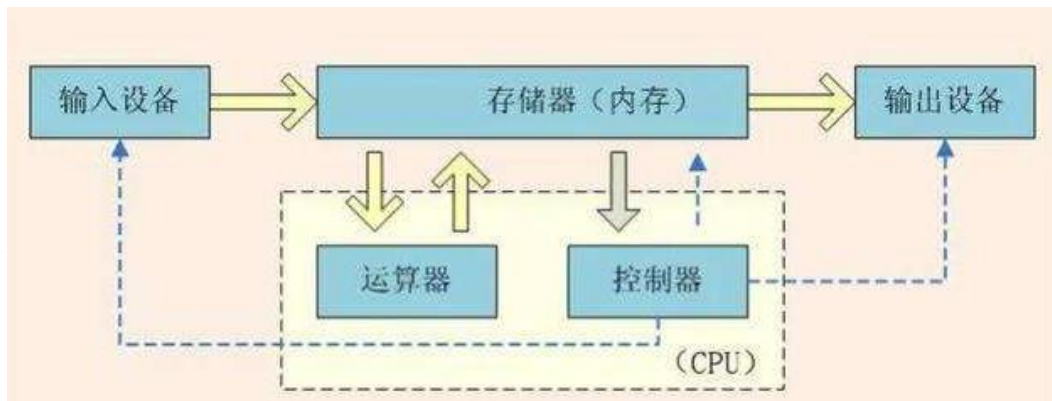 输入设备
存储器（内存）
输出设备
运算器
控制器
（CPU）